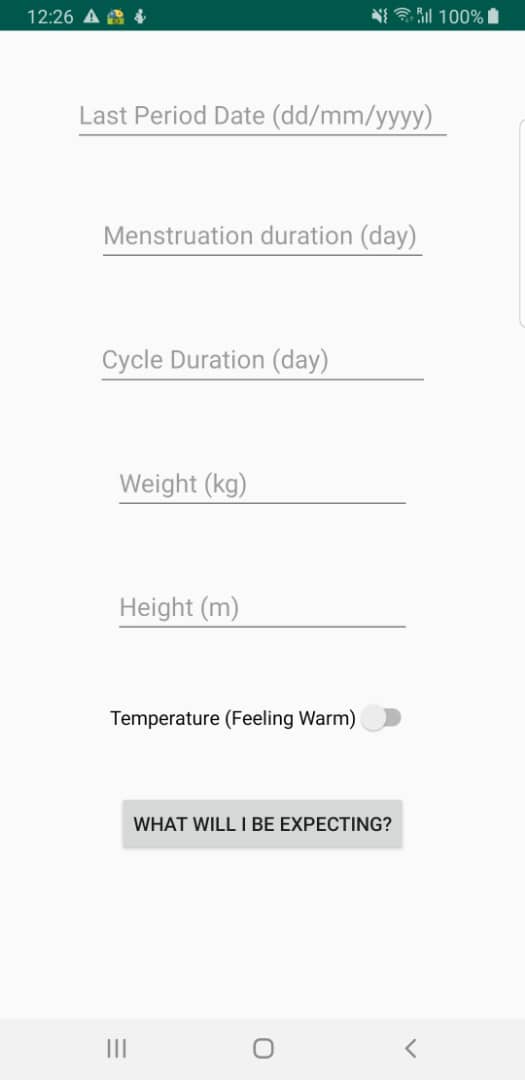 12:26 100%
Last Period Date (dd/mm/yyyy)
Menstruation duration (day)
Cycle Duration (day)
Weight (kg)
Height (m)
Temperature (Feeling Warm)
WHAT WILL I BE EXPECTING?